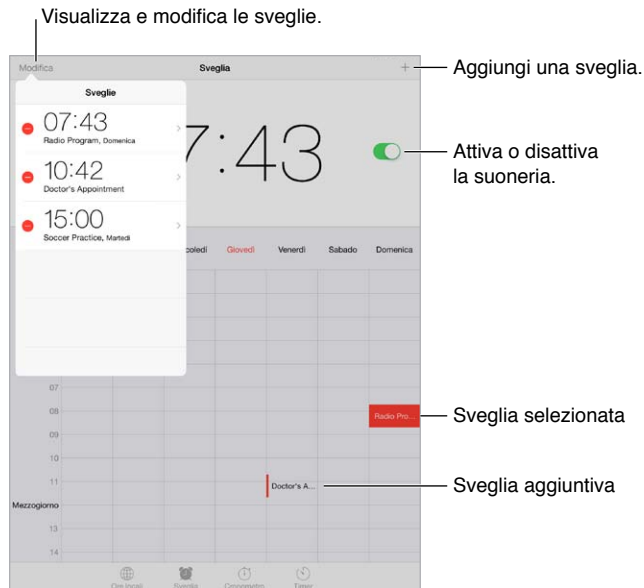 Visualizza e modifica le sveglie.
Modifica
Sveglia
+
Aggiungi una sveglia.
Sveglie
07:43
Radio Program, Domenica
10:42
Doctor's Appointment
15:00
Soccer Practice, Martedì
7:43
Attiva o disattiva
la suoneria.
coledì Giovedì Venerdì Sabato Domenica
07
08
Radio Pro...
Sveglia selezionata
09
10
11
Doctor's A...
Sveglia aggiuntiva
Mezzogiorno
13
14
Ore locali Sveglia Cronometro Timer